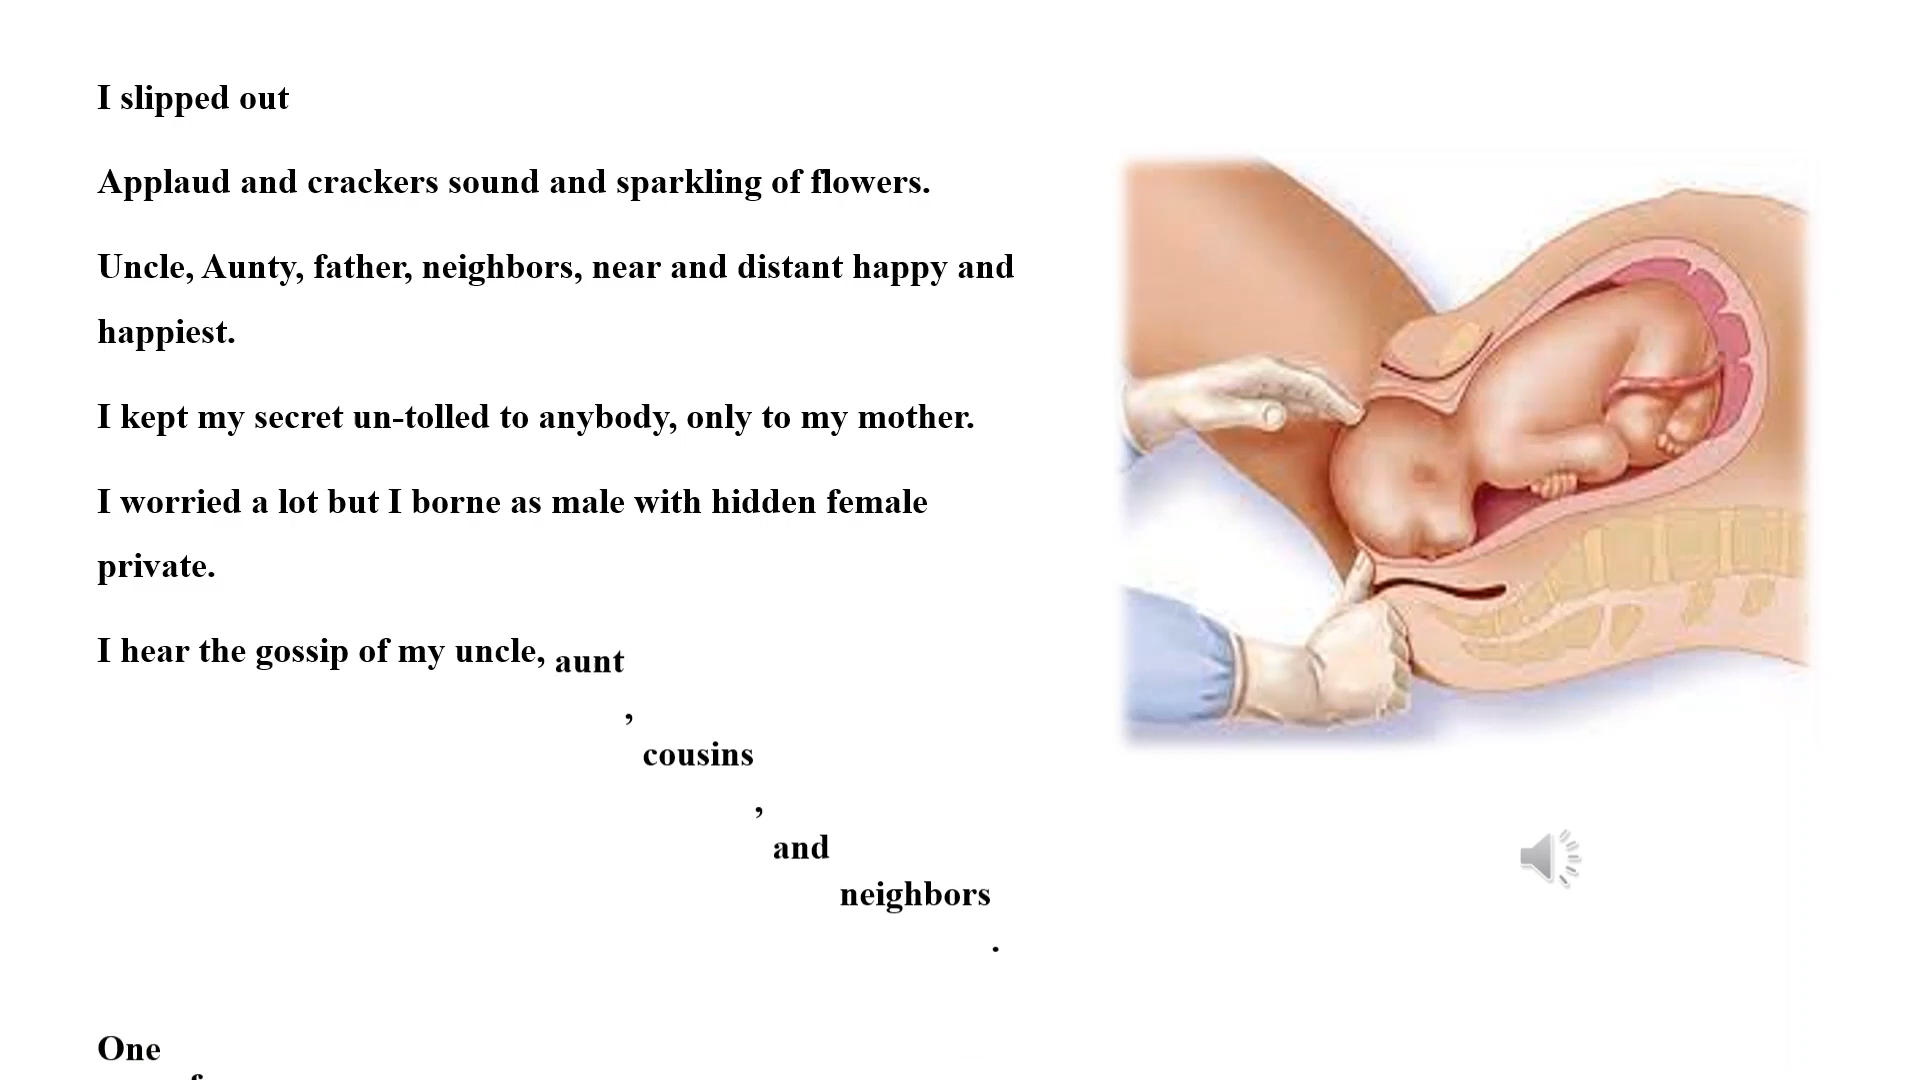 I slipped out
Applaud and crackers sound and sparkling of flowers.
Uncle, Aunty, father, neighbors, near and distant happy and
happiest.
I kept my secret un-tolled to anybody, only to my mother.
I worried a lot but I borne as male with hidden female
private.
I hear the gossip of my uncle, aunt
,
cousins
,
and
neighbors
.
One